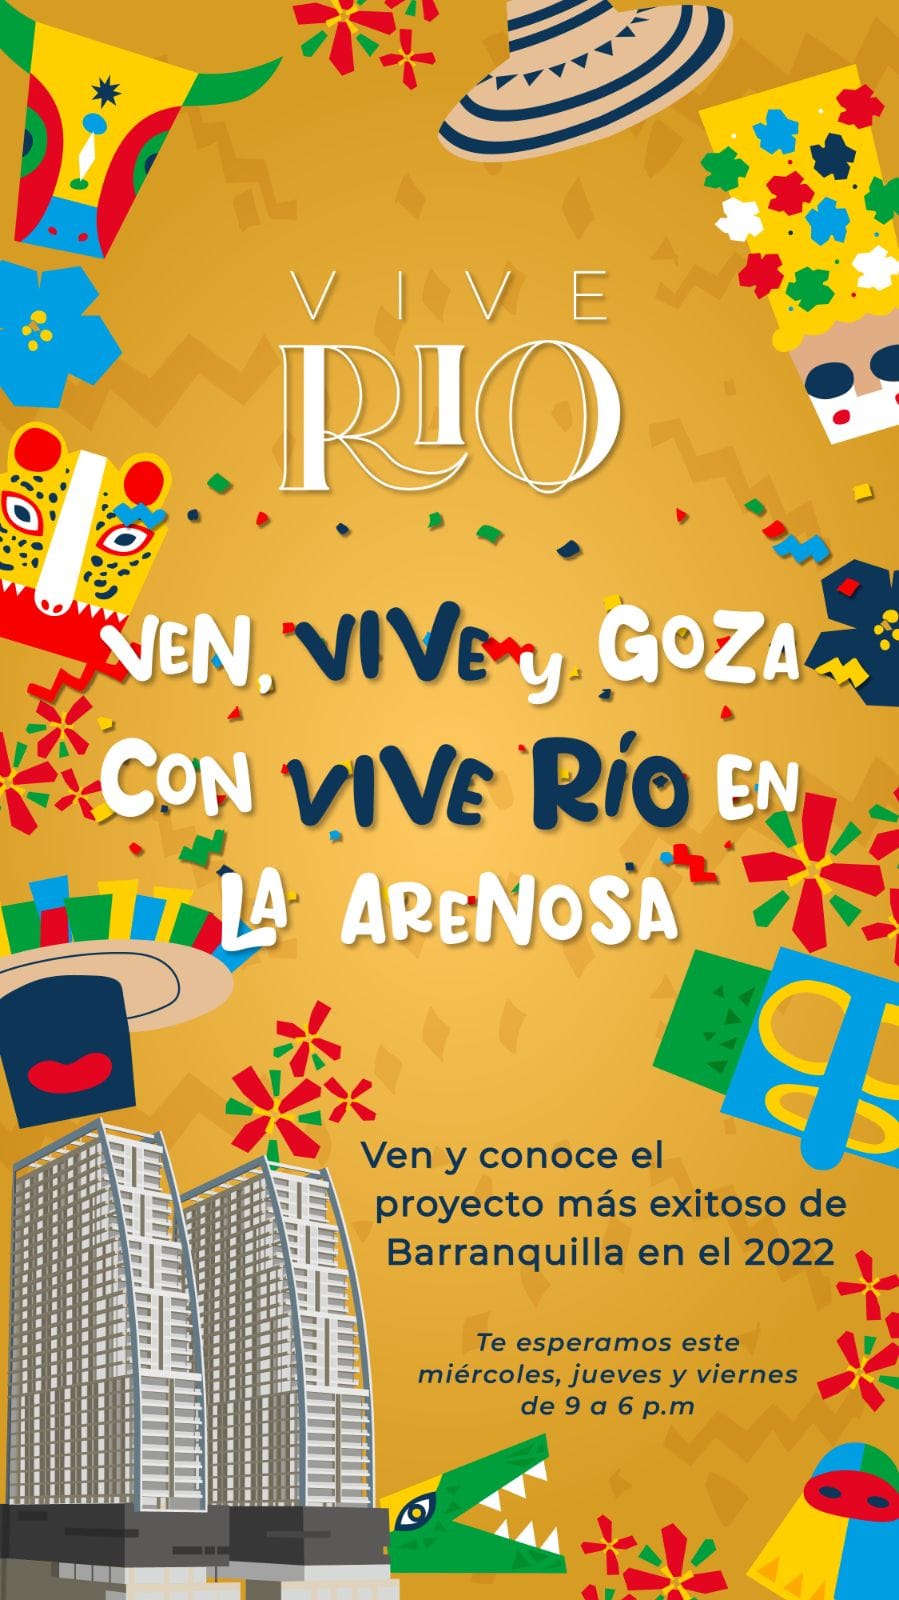 VIVE
RIO
VEN, VIVE y GOZA
CON VIVE RÍO EN
LA ARENOSA
Ven y conoce el
proyecto más exitoso de
Barranquilla en el 2022
Te esperamos este
miércoles, jueves y viernes
de 9 a 6 p.m